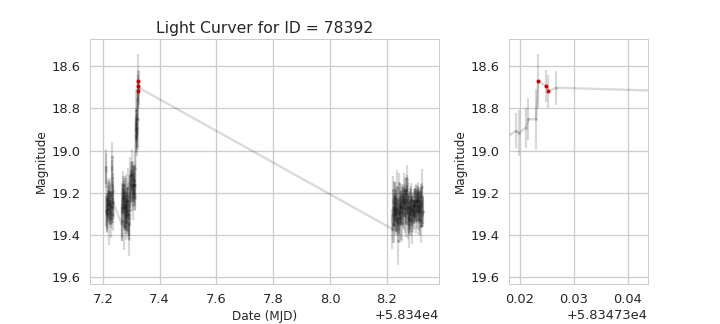 Light Curver for ID = 78392
Magnitude
18.6
18.8
19.0
19.2
19.4
19.6
7.2 7.4 7.6 7.8 8.0 8.2
Date (MJD)
+5.834e4
Magnitude
18.6
18.8
19.0
19.2
19.4
19.6
0.02 0.03 0.04
+5.83473e4